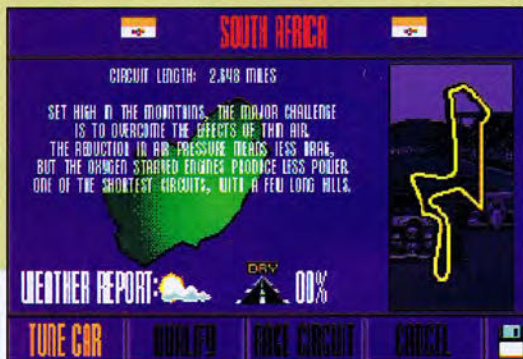 SOUTH AFRICA
CIRCUIT LENGTH: 2.648 MILES
SET HIGH IN THE MOUNTAINS, THE MAJOR CHALLENGE
IS TO OVERCOME THE EFFECTS OF THIN AIR.
THE REDUCTION IN AIR PRESSURE MEANS LESS DRAG,
BUT THE OXYGEN STARVED ENGINES PRODUCE LESS POWER.
ONE OF THE SHORTEST CIRCUITS, WITH A FEW LONG HILLS.
WEATHER REPORT:
DRY
00%
TUNE CAR
QUALIFY
RACE CIRCUIT
CANCEL